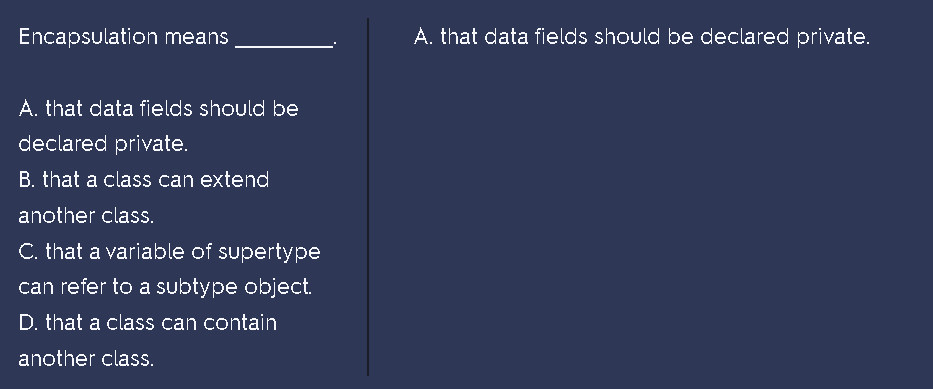 Encapsulation means _________.
A. that data fields should be
declared private.
B. that a class can extend
another class.
C. that a variable of supertype
can refer to a subtype object.
D. that a class can contain
another class.
A. that data fields should be declared private.